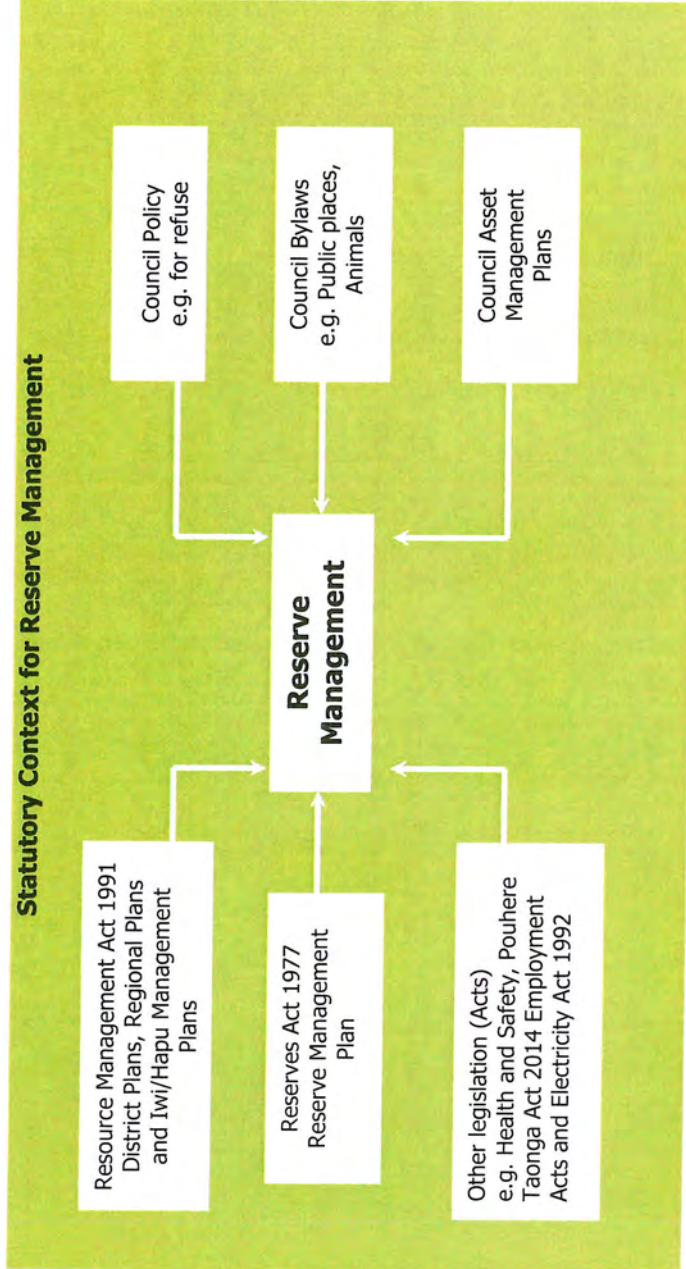 Statutory Context for Reserve Management
Resource Management Act 1991
District Plans, Regional Plans
and Iwi/Hapu Management
Plans
Reserves Act 1977
Reserve Management
Plan
Other legislation (Acts)
e.g. Health and Safety, Pouhere
Taonga Act 2014 Employment
Acts and Electricity Act 1992
Reserve
Management
Council Policy
e.g. for refuse
Council Bylaws
e.g. Public places,
Animals
Council Asset
Management
Plans